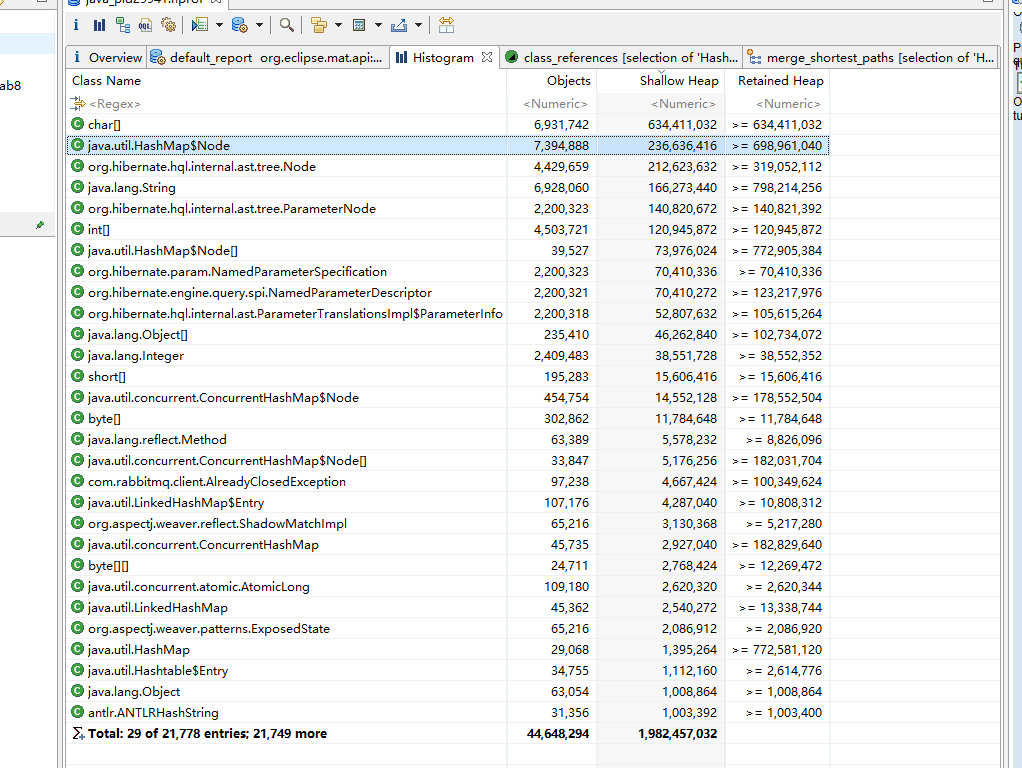 java_pid29941.hprof
ab8
i Overview default_report org.eclipse.mat.api:... Histogram class_references [selection of 'Hash... merge_shortest_paths [selection of 'H...
Class Name Objects Shallow Heap Retained Heap
<Regex> <Numeric> <Numeric> <Numeric>
char[] 6,931,742 634,411,032 >= 634,411,032
java.util.HashMap$Node 7,394,888 236,636,416 >= 698,961,040
org.hibernate.hql.internal.ast.tree.Node 4,429,659 212,623,632 >= 319,052,112
java.lang.String 6,928,060 166,273,440 >= 798,214,256
org.hibernate.hql.internal.ast.tree.ParameterNode 2,200,323 140,820,672 >= 140,821,392
int[] 4,503,721 120,945,872 >= 120,945,872
java.util.HashMap$Node[] 39,527 73,976,024 >= 772,905,384
org.hibernate.param.NamedParameterSpecification 2,200,323 70,410,336 >= 70,410,336
org.hibernate.engine.query.spi.NamedParameterDescriptor 2,200,321 70,410,272 >= 123,217,976
org.hibernate.hql.internal.ast.ParameterTranslationsImpl$ParameterInfo 2,200,318 52,807,632 >= 105,615,264
java.lang.Object[] 235,410 46,262,840 >= 102,734,072
java.lang.Integer 2,409,483 38,551,728 >= 38,552,352
short[] 195,283 15,606,416 >= 15,606,416
java.util.concurrent.ConcurrentHashMap$Node 454,754 14,552,128 >= 178,552,504
byte[] 302,862 11,784,648 >= 11,784,648
java.lang.reflect.Method 63,389 5,578,232 >= 8,826,096
java.util.concurrent.ConcurrentHashMap$Node[] 33,847 5,176,256 >= 182,031,704
com.rabbitmq.client.AlreadyClosedException 97,238 4,667,424 >= 100,349,624
java.util.LinkedHashMap$Entry 107,176 4,287,040 >= 10,808,312
org.aspectj.weaver.reflect.ShadowMatchImpl 65,216 3,130,368 >= 5,217,280
java.util.concurrent.ConcurrentHashMap 45,735 2,927,040 >= 182,829,640
byte[][] 24,711 2,768,424 >= 12,269,472
java.util.concurrent.atomic.AtomicLong 109,180 2,620,320 >= 2,620,344
java.util.LinkedHashMap 45,362 2,540,272 >= 13,338,744
org.aspectj.weaver.patterns.ExposedState 65,216 2,086,912 >= 2,086,920
java.util.HashMap 29,068 1,395,264 >= 772,581,120
java.util.Hashtable$Entry 34,755 1,112,160 >= 2,614,776
java.lang.Object 63,054 1,008,864 >= 1,008,864
antlr.ANTLRHashString 31,356 1,003,392 >= 1,003,400
Total: 29 of 21,778 entries; 21,749 more 44,648,294 1,982,457,032